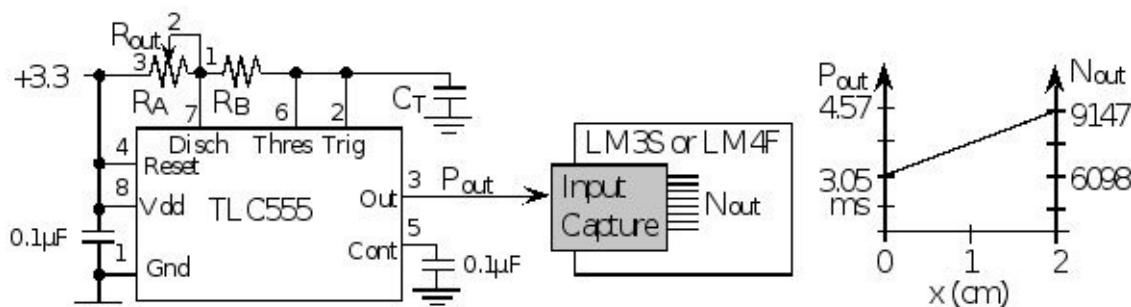 2
Rout
3
1
+3.3
RA
RB
CT
7
6
2
Disch
Thres
Trig
4
Reset
8
Vdd
TLC555
3
Out
Pout
0.1µF
1
Gnd
5
Cont
0.1µF
LM3S or LM4F
Input
Capture
Nout
Pout
Nout
4.57
9147
3.05
ms
6098
0
1
2
x (cm)